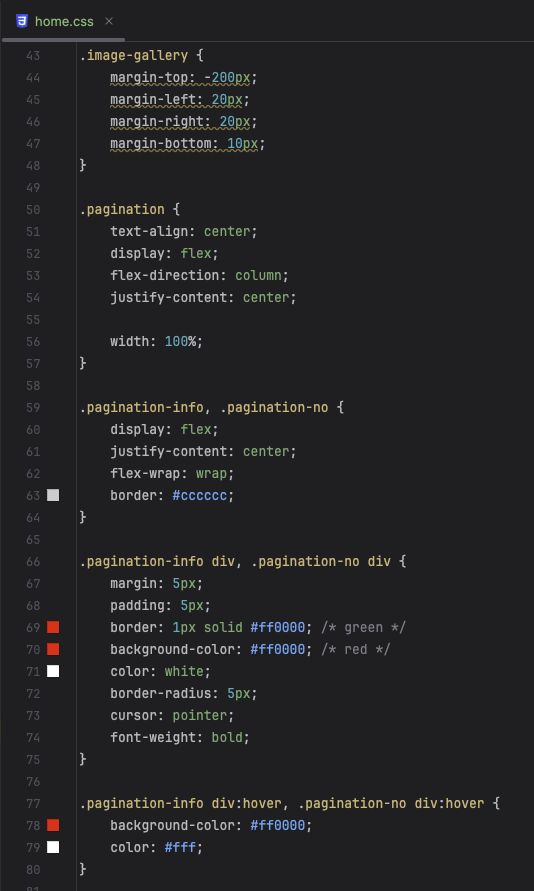 home.css ×
43 .image-gallery {
44 margin-top: -200px;
45 margin-left: 20px;
46 margin-right: 20px;
47 margin-bottom: 10px;
48 }
49
50 .pagination {
51 text-align: center;
52 display: flex;
53 flex-direction: column;
54 justify-content: center;
55
56 width: 100%;
57 }
58
59 .pagination-info, .pagination-no {
60 display: flex;
61 justify-content: center;
62 flex-wrap: wrap;
63 border: #cccccc;
64 }
65
66 .pagination-info div, .pagination-no div {
67 margin: 5px;
68 padding: 5px;
69 border: 1px solid #ff0000; /* green */
70 background-color: #ff0000; /* red */
71 color: white;
72 border-radius: 5px;
73 cursor: pointer;
74 font-weight: bold;
75 }
76
77 .pagination-info div:hover, .pagination-no div:hover {
78 background-color: #ff0000;
79 color: #fff;
80 }
81